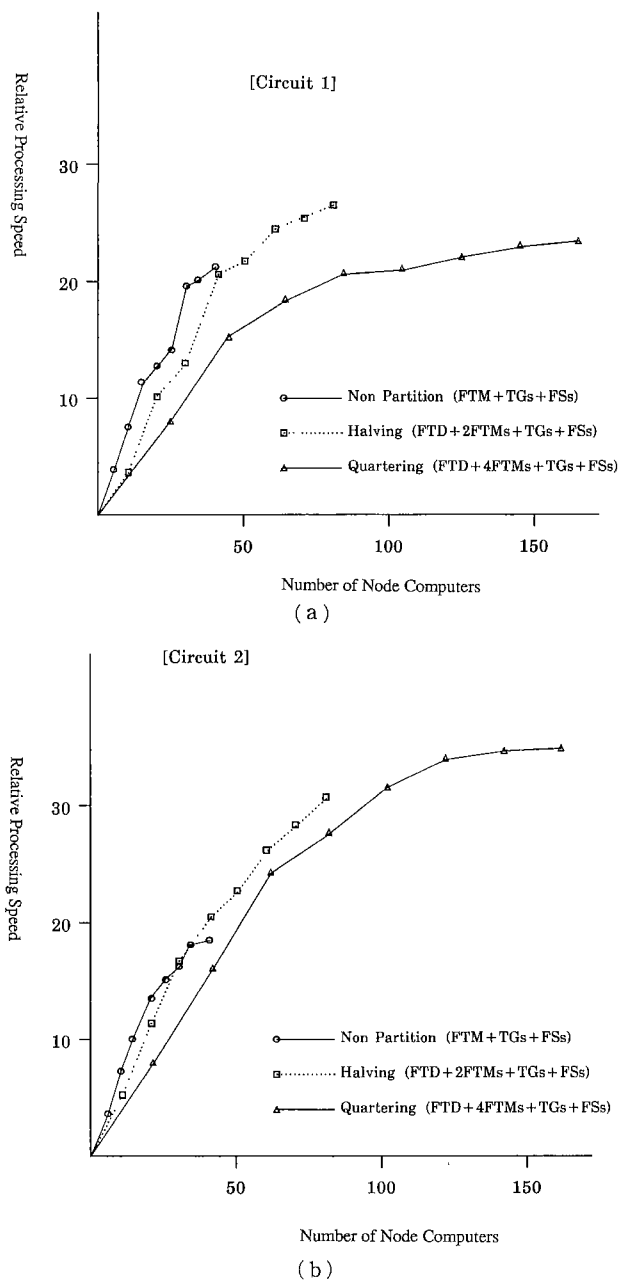 [Circuit 1]
Relative Processing Speed
30
20
10
Non Partition (FTM+TGs+FSs)
Halving (FTD+2FTMs+TGs+FSs)
Quartering (FTD+4FTMs+TGs+FSs)
50
100
150
Number of Node Computers
(a)
[Circuit 2]
Relative Processing Speed
30
20
10
Non Partition (FTM+TGs+FSs)
Halving (FTD+2FTMs+TGs+FSs)
Quartering (FTD+4FTMs+TGs+FSs)
50
100
150
Number of Node Computers
(b)